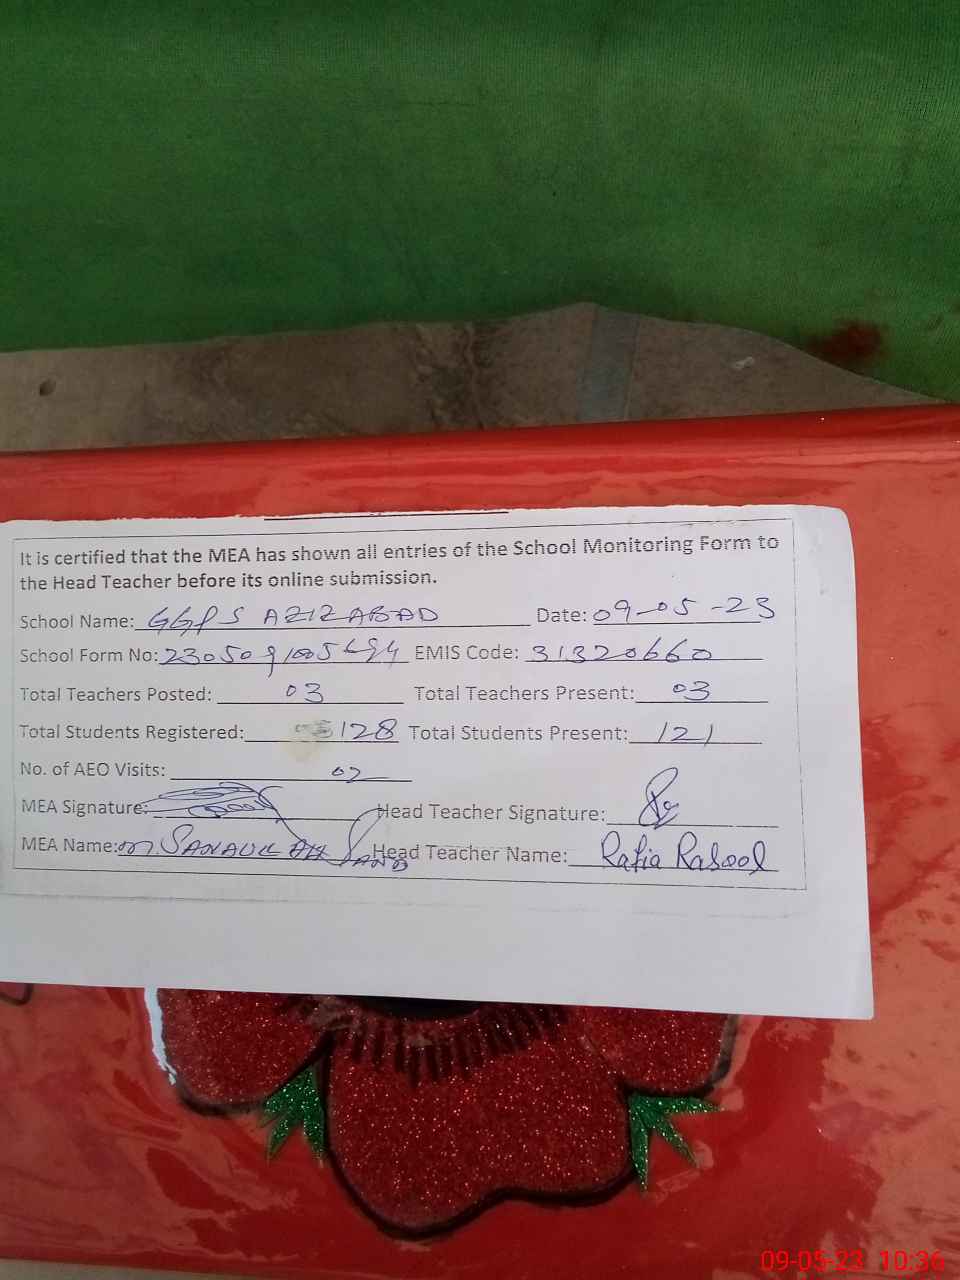 It is certified that the MEA has shown all entries of the School Monitoring Form to
the Head Teacher before its online submission.
School Name: GGPS AZIZABAD Date: 09-05-23
School Form No: EMIS Code: 31320660
Total Teachers Posted: 03 Total Teachers Present: 03
Total Students Registered: 128 Total Students Present: 121
No. of AEO Visits: 02
MEA Signature: Head Teacher Signature:
MEA Name: M. SANAULLAH Head Teacher Name: Rafia Rasool
09-05-23 10:36